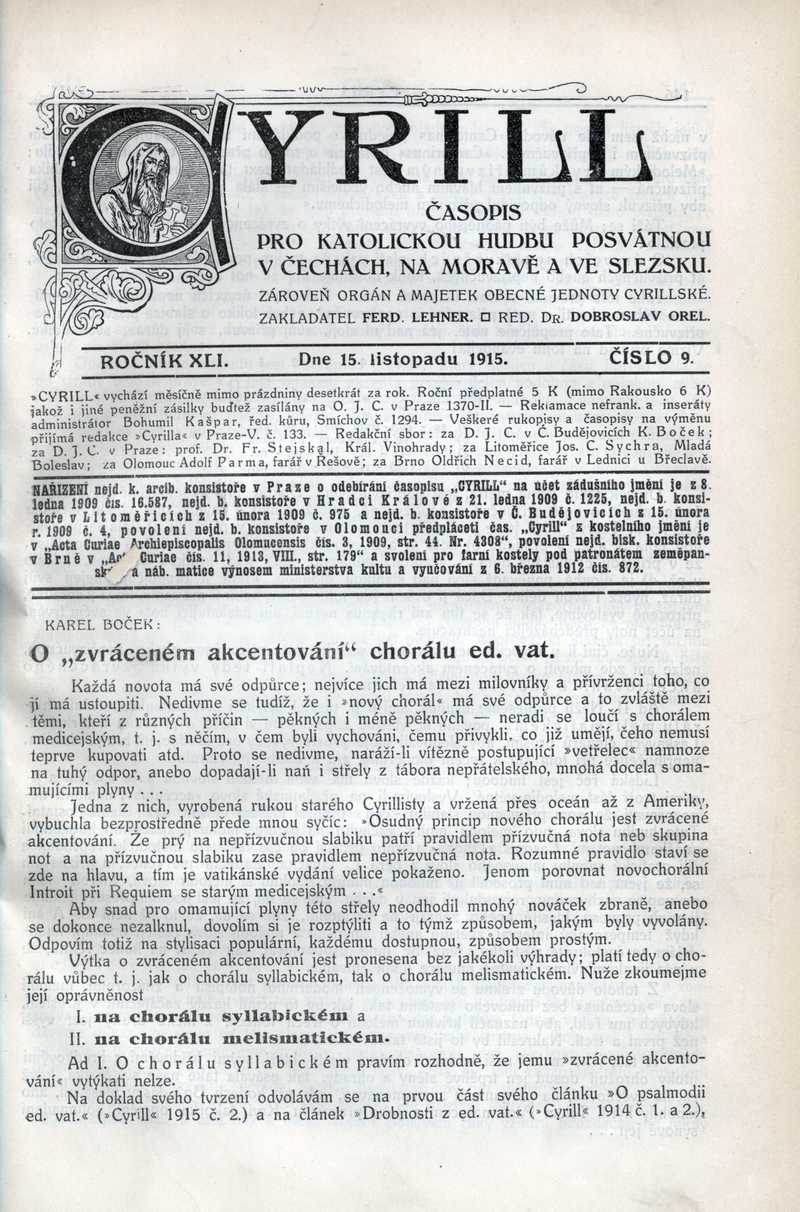 CYRILL
ČASOPIS
PRO KATOLICKOU HUDBU POSVÁTNOU
V ČECHÁCH, NA MORAVĚ A VE SLEZSKU.
ZÁROVEŇ ORGÁN A MAJETEK OBECNÉ JEDNOTY CYRILLSKÉ.
ZAKLADATEL FERD. LEHNER. □ RED. DR. DOBROSLAV OREL.
ROČNÍK XLI. Dne 15. listopadu 1915. ČÍSLO 9.
»CYRILL« vychází měsíčně mimo prázdniny desetkrát za rok. Roční předplatné 5 K (mimo Rakousko 6 K)
jakož i jiné peněžní zásilky buďtež zasílány na O. J. C. v Praze 1370-II. — Reklamace nefrank. a inseráty
administrátor Bohumil Kašpar, řed. kůru, Smíchov č. 1294. — Veškeré rukopisy a časopisy na výměnu
přijímá redakce »Cyrilla« v Praze-V. č. 133. — Redakční sbor: za D. J. C. v Č. Budějovicích K. Boček;
za D. J. C. v Praze: prof. Dr. Fr. Stejskal, Král. Vinohrady; za Litoměřice Jos. C. Sychra, Mladá
Boleslav; za Olomouc Adolf Parma, farář v Řešově; za Brno Oldřich Necid, farář v Lednici u Břeclavě.
NAŘÍZENÍ nejd. k. arcib. konsistoře v Praze o odebírání časopisu „CYRILL“ na účet zádušního jmění je z 8.
ledna 1909 čís. 16.587, nejd. b. konsistoře v Hradci Králové z 21. ledna 1909 č. 1225, nejd. b. konsi-
stoře v Litoměřicích z 15. února 1909 č. 975 a nejd. b. konsistoře v Č. Budějovicích z 15. února
r. 1909 č. 4, povolení nejd. b. konsistoře v Olomouci předpláceti čas. „Cyrill“ z kostelního jmění je
v „Acta Curiae Archiepiscopalis Olomucensis čís. 3, 1909, str. 44. Nr. 4308“, povolení nejd. bisk. konsistoře
v Brně v Curiae čís. 11, 1913, VIII., str. 179“ a svolení pro farní kostely pod patronátem zeměpan-
a náb. matice výnosem ministerstva kultu a vyučování z 6. března 1912 čís. 872.
KAREL BOČEK:
O „zvráceném akcentování“ chorálu ed. vat.
Každá novota má své odpůrce; nejvíce jich má mezi milovníky a přívrženci toho, co
jí má ustoupiti. Nedivme se tudíž, že i »nový chorál« má své odpůrce a to zvláště mezi
těmi, kteří z různých příčin — pěkných i méně pěkných — neradi se loučí s chorálem
medicejským, t. j. s něčím, v čem byli vychováni, čemu přivykli, co již umějí, čeho nemusí
teprve kupovati atd. Proto se nedivme, naráží-li vítězně postupující »vetřelec« namnoze
na tuhý odpor, anebo dopadají-li naň i střely z tábora nepřátelského, mnohá docela s oma-
mujícími plyny . . .
Jedna z nich, vyrobená rukou starého Cyrillisty a vržená přes oceán až z Ameriky,
vybuchla bezprostředně přede mnou syčíc: »Osudný princip nového chorálu jest zvrácené
akcentování. Že prý na nepřízvučnou slabiku patří pravidlem přízvučná nota neb skupina
not a na přízvučnou slabiku zase pravidlem nepřízvučná nota. Rozumné pravidlo staví se
zde na hlavu, a tím je vatikánské vydání velice pokaženo. Jenom porovnat novochorální
Introit při Requiem se starým medicejským . . .«
Aby snad pro omamující plyny této střely neodhodil mnohý nováček zbraně, anebo
se dokonce nezalknul, dovolím si je rozptýliti a to týmž způsobem, jakým byly vyvolány.
Odpovím totiž na stylisaci populární, každému dostupnou, způsobem prostým.
Výtka o zvráceném akcentování jest pronesena bez jakékoli výhrady; platí tedy o cho-
rálu vůbec t. j. jak o chorálu syllabickém, tak o chorálu melismatickém. Nuže zkoumejme
její oprávněnost
I. na chorálu syllabickém a
II. na chorálu melismatickém.
Ad I. O chorálu syllabickém pravím rozhodně, že jemu »zvrácené akcento-
vání« vytýkati nelze.
Na doklad svého tvrzení odvolávám se na prvou část svého článku »O psalmodii
ed. vat.« (»Cyrill« 1915 č. 2.) a na článek »Drobnosti z ed. vat.« (»Cyrill« 1914 č. 1. a 2.),